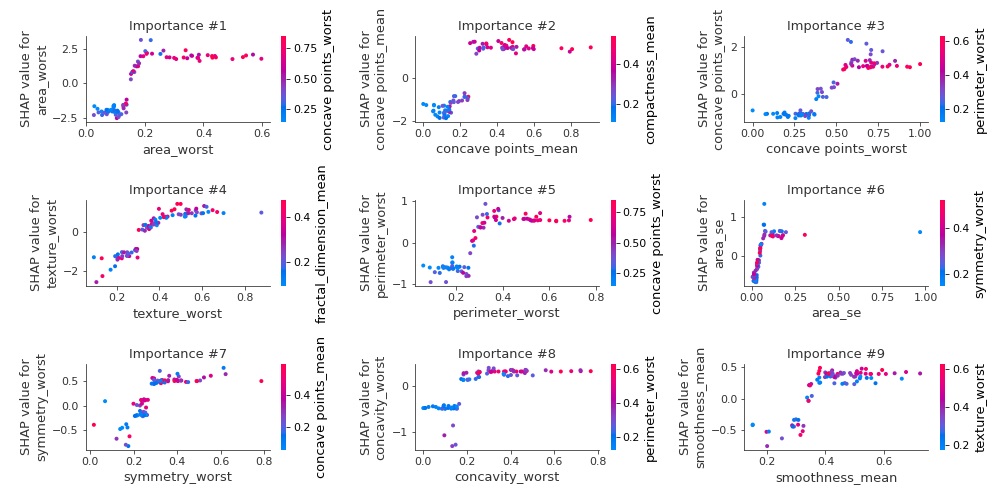 Importance #1
Importance #2
Importance #3
SHAP value for
area_worst
2.5
0.0
−2.5
0.0
0.2
0.4
0.6
area_worst
0.75
0.50
0.25
concave points_worst
SHAP value for
concave points_mean
0
−2
0.0
0.2
0.4
0.6
0.8
concave points_mean
0.4
0.2
compactness_mean
SHAP value for
concave points_worst
2
0
0.00
0.25
0.50
0.75
1.00
concave points_worst
0.6
0.4
0.2
perimeter_worst
Importance #4
Importance #5
Importance #6
SHAP value for
texture_worst
0
−2
0.2
0.4
0.6
0.8
texture_worst
0.4
0.2
fractal_dimension_mean
SHAP value for
perimeter_worst
1
0
−1
0.0
0.2
0.4
0.6
0.8
perimeter_worst
0.75
0.50
0.25
concave points_worst
SHAP value for
area_se
1
0
0.00
0.25
0.50
0.75
1.00
area_se
0.4
0.2
symmetry_worst
Importance #7
Importance #8
Importance #9
SHAP value for
symmetry_worst
0.5
0.0
−0.5
0.0
0.2
0.4
0.6
0.8
symmetry_worst
0.4
0.2
concave points_mean
SHAP value for
concavity_worst
0
−1
0.0
0.2
0.4
0.6
concavity_worst
0.6
0.4
0.2
perimeter_worst
SHAP value for
smoothness_mean
0.5
0.0
−0.5
0.2
0.4
0.6
smoothness_mean
0.6
0.4
0.2
texture_worst